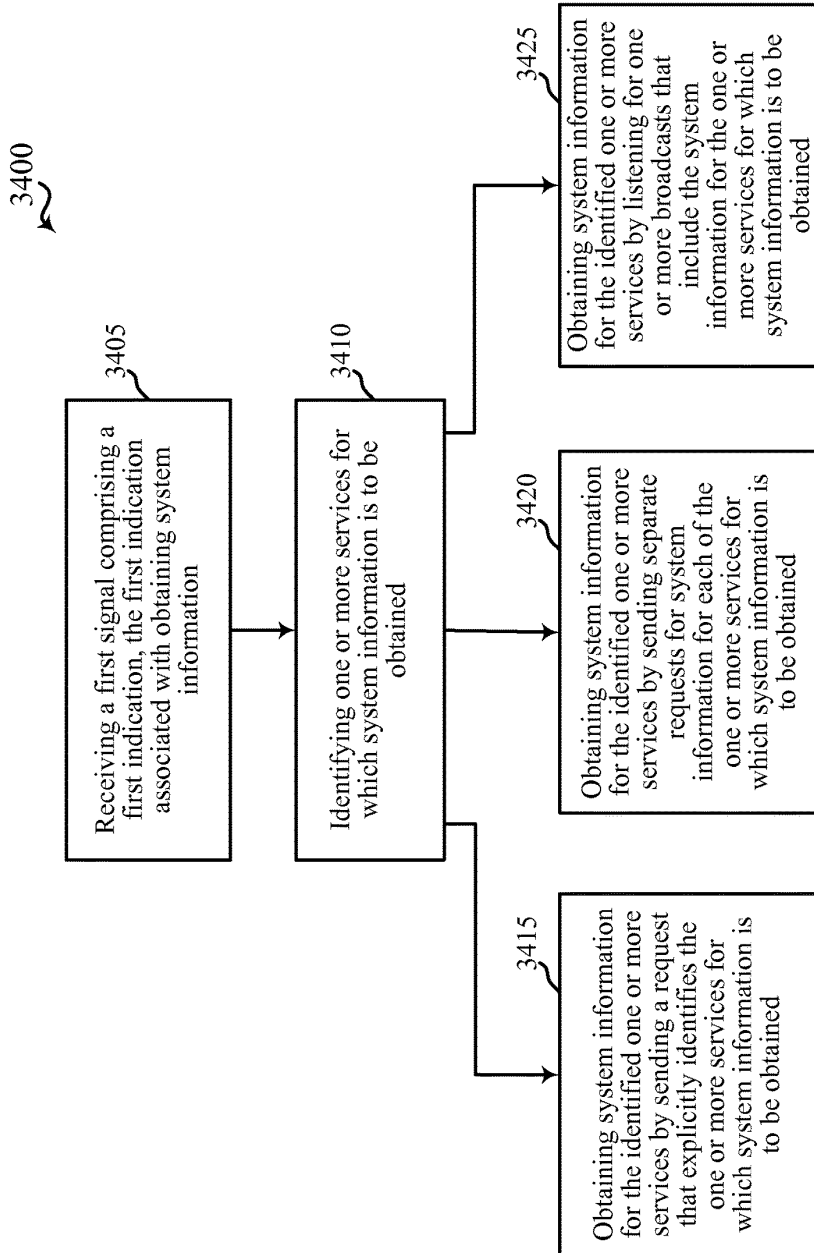 3400
3405
Receiving a first signal comprising a
first indication, the first indication
associated with obtaining system
information
3410
Identifying one or more services for
which system information is to be
obtained
3415
Obtaining system information
for the identified one or more
services by sending a request
that explicitly identifies the
one or more services for
which system information is
to be obtained
3420
Obtaining system information
for the identified one or more
services by sending separate
requests for system
information for each of the
one or more services for
which system information is
to be obtained
3425
Obtaining system information
for the identified one or more
services by listening for one
or more broadcasts that
include the system
information for the one or
more services for which
system information is to be
obtained